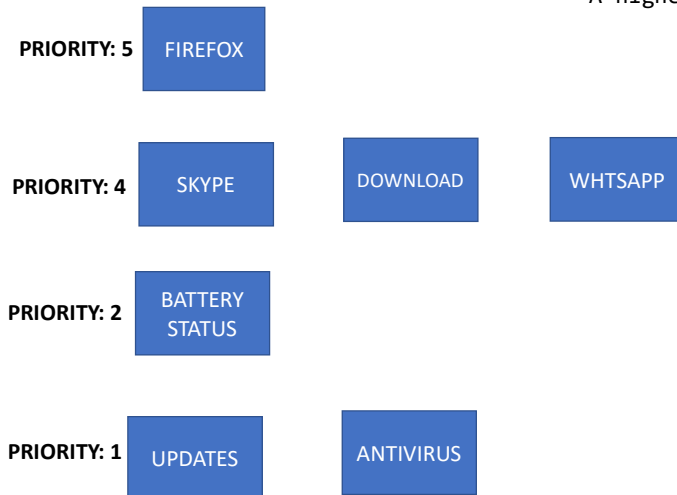 PRIORITY: 5 FIREFOX
PRIORITY: 4 SKYPE DOWNLOAD WHTSAPP
PRIORITY: 2 BATTERY STATUS
PRIORITY: 1 UPDATES ANTIVIRUS